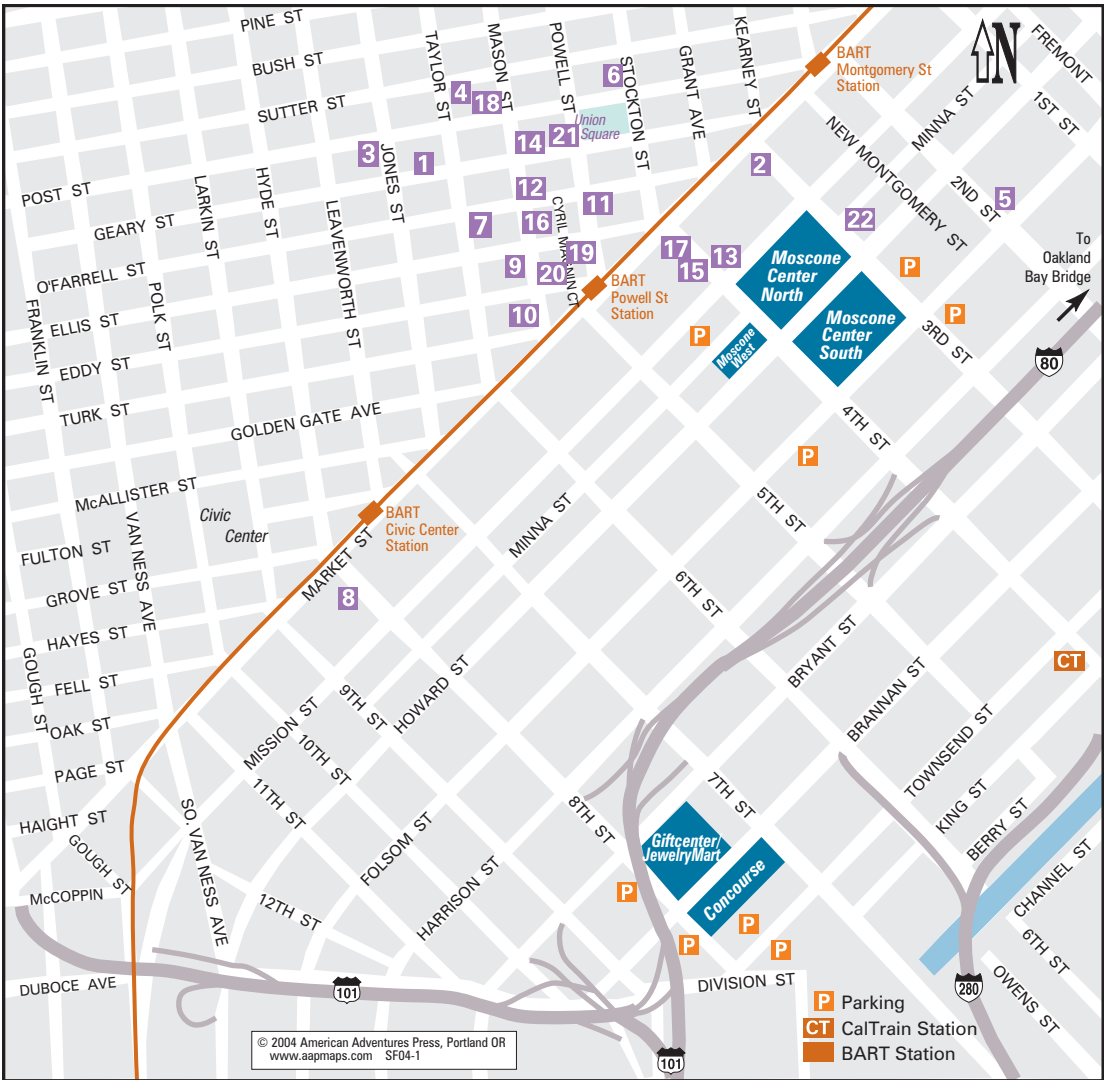 PINE ST
BUSH ST
SUTTER ST
POST ST
GEARY ST
O'FARRELL ST
ELLIS ST
EDDY ST
TURK ST
GOLDEN GATE AVE
McALLISTER ST
FULTON ST
GROVE ST
HAYES ST
FELL ST
OAK ST
PAGE ST
HAIGHT ST
McCOPPIN
DUBOCE AVE
GOUGH ST
GOUGH ST
FRANKLIN ST
VAN NESS AVE
SO. VAN NESS AVE
POLK ST
LARKIN ST
HYDE ST
LEAVENWORTH ST
JONES ST
TAYLOR ST
MASON ST
POWELL ST
CYRIL MAGNIN CT
STOCKTON ST
GRANT AVE
KEARNEY ST
Union
Square
Civic
Center
BART
Montgomery St
Station
BART
Powell St
Station
BART
Civic Center
Station
N
FREMONT
1ST ST
MINNA ST
NEW MONTGOMERY ST
2ND ST
3RD ST
4TH ST
5TH ST
6TH ST
7TH ST
8TH ST
9TH ST
10TH ST
11TH ST
12TH ST
MARKET ST
MISSION ST
MINNA ST
HOWARD ST
FOLSOM ST
HARRISON ST
BRYANT ST
BRANNAN ST
TOWNSEND ST
KING ST
BERRY ST
CHANNEL ST
6TH ST
OWENS ST
DIVISION ST
To
Oakland
Bay Bridge
80
101
101
280
Moscone
Center
North
Moscone
Center
South
Moscone
West
Giftcenter/
JewelryMart
Concourse
4
18
6
3
1
14
21
12
11
7
16
9
19
20
10
2
5
22
17
15
13
8
P
P
P
P
P
P
P
P
CT
P Parking
CT CalTrain Station
BART Station
© 2004 American Adventures Press, Portland OR
www.aapmaps.com SF04-1